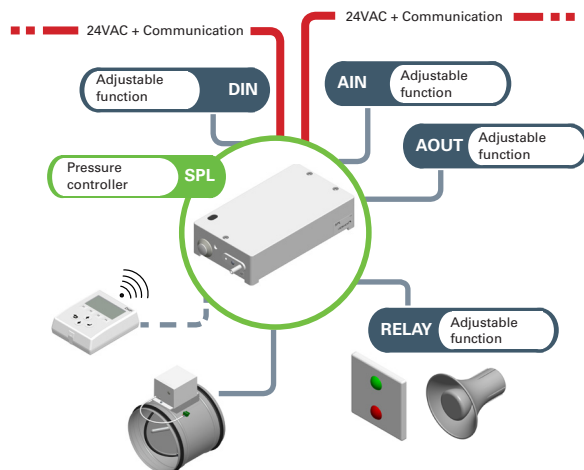 24VAC + Communication
24VAC + Communication
Adjustable
function
DIN
AIN
Adjustable
function
AOUT
Adjustable
function
Pressure
controller
SPL
RELAY
Adjustable
function